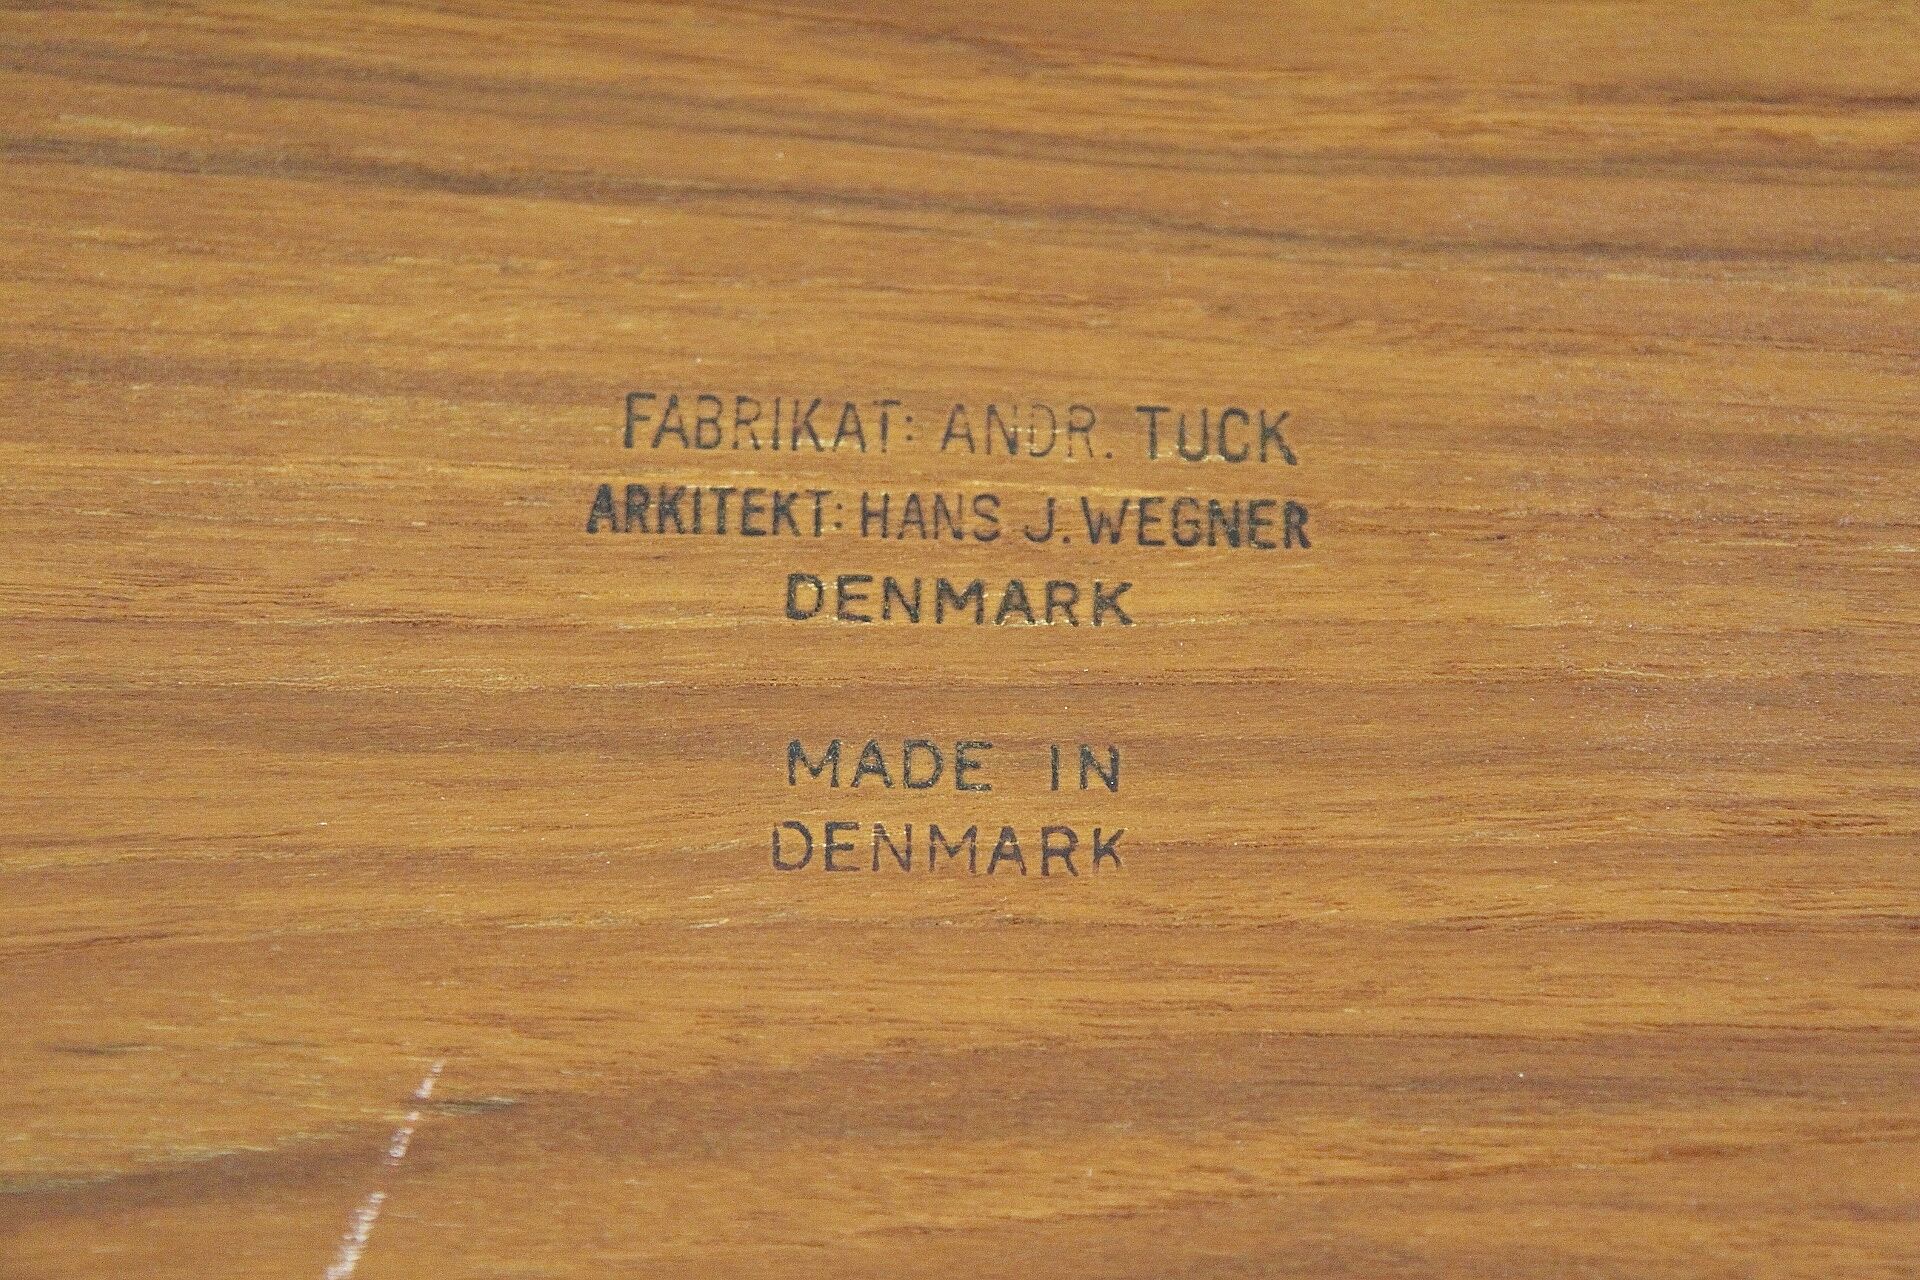 FABRIKAT: ANDR. TUCK
ARKITEKT: HANS J. WEGNER
DENMARK
MADE IN
DENMARK